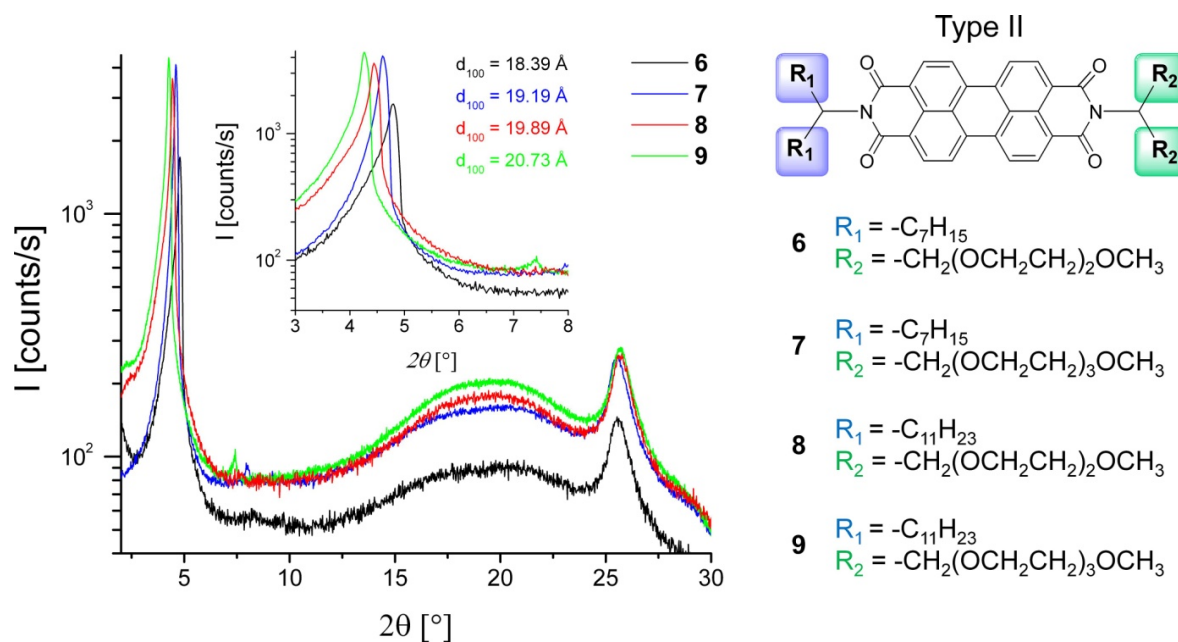 I [counts/s]
10³
10²
5
10
15
20
25
30
2θ [°]
I [counts/s]
10³
10²
3
4
5
6
7
8
2θ [°]
d₁₀₀ = 18.39 Å
d₁₀₀ = 19.19 Å
d₁₀₀ = 19.89 Å
d₁₀₀ = 20.73 Å
6
7
8
9
Type II
R₁
R₁
O
O
N
N
O
O
R₂
R₂
6 R₁ = -C₇H₁₅
R₂ = -CH₂(OCH₂CH₂)₂OCH₃
7 R₁ = -C₇H₁₅
R₂ = -CH₂(OCH₂CH₂)₃OCH₃
8 R₁ = -C₁₁H₂₃
R₂ = -CH₂(OCH₂CH₂)₂OCH₃
9 R₁ = -C₁₁H₂₃
R₂ = -CH₂(OCH₂CH₂)₃OCH₃